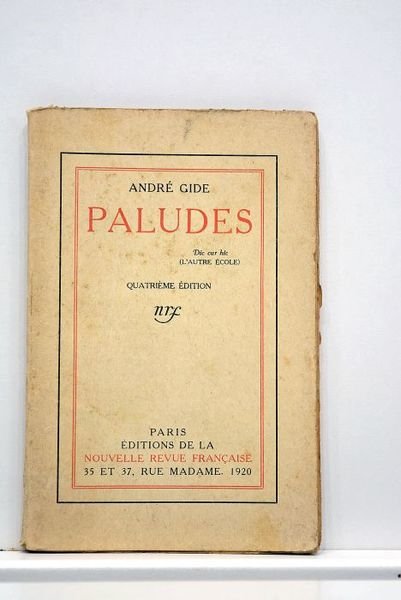 ANDRÉ GIDE
PALUDES
Dic cur hic
(L'AUTRE ÉCOLE)
QUATRIÈME ÉDITION
nrf
PARIS
ÉDITIONS DE LA
NOUVELLE REVUE FRANÇAISE
35 ET 37, RUE MADAME. 1920